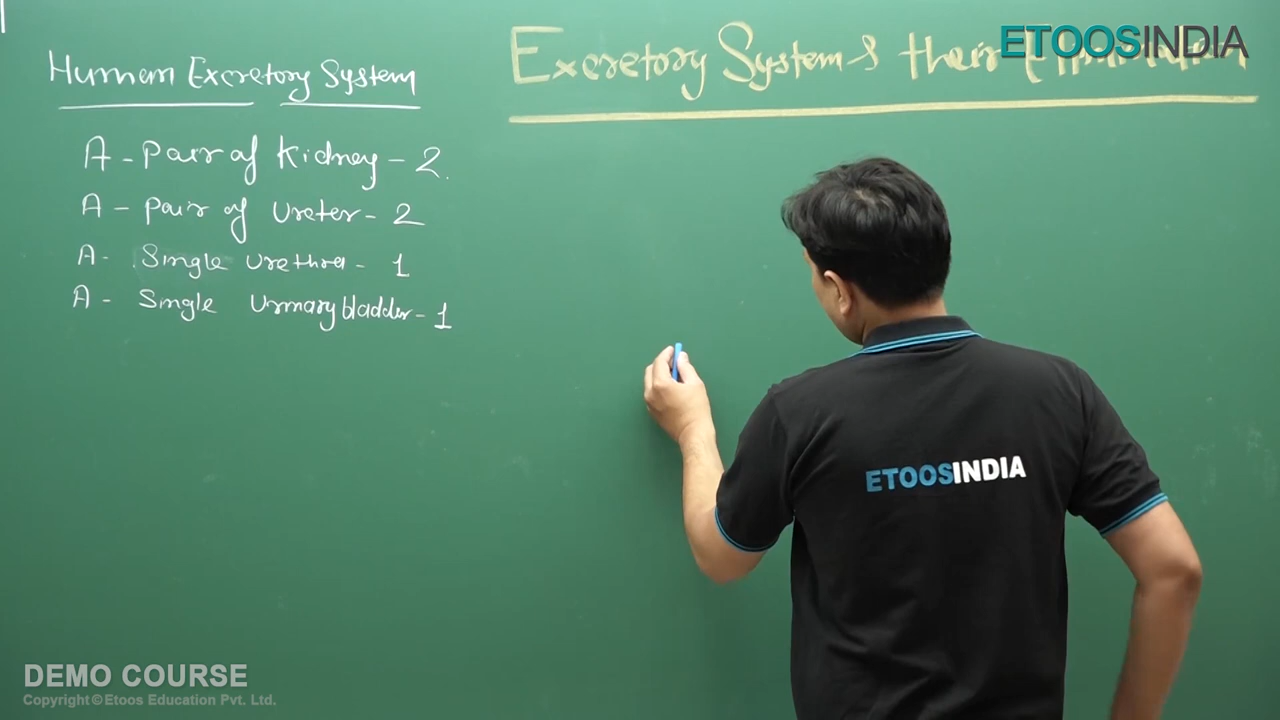 Human Excretory System
A - Pair of Kidney - 2.
A - Pair of Ureter - 2
A - Single Urethra - 1
A - Single Urinary bladder - 1
Excretory System & their
ETOOSINDIA
ETOOSINDIA
DEMO COURSE
Copyright © Etoos Education Pvt. Ltd.